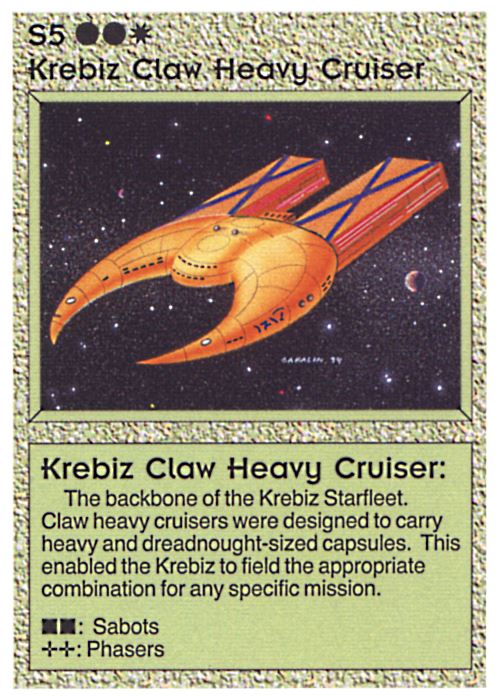 S5
Krebiz Claw Heavy Cruiser
Krebiz Claw Heavy Cruiser:
The backbone of the Krebiz Starfleet.
Claw heavy cruisers were designed to carry
heavy and dreadnought-sized capsules. This
enabled the Krebiz to field the appropriate
combination for any specific mission.
: Sabots
: Phasers